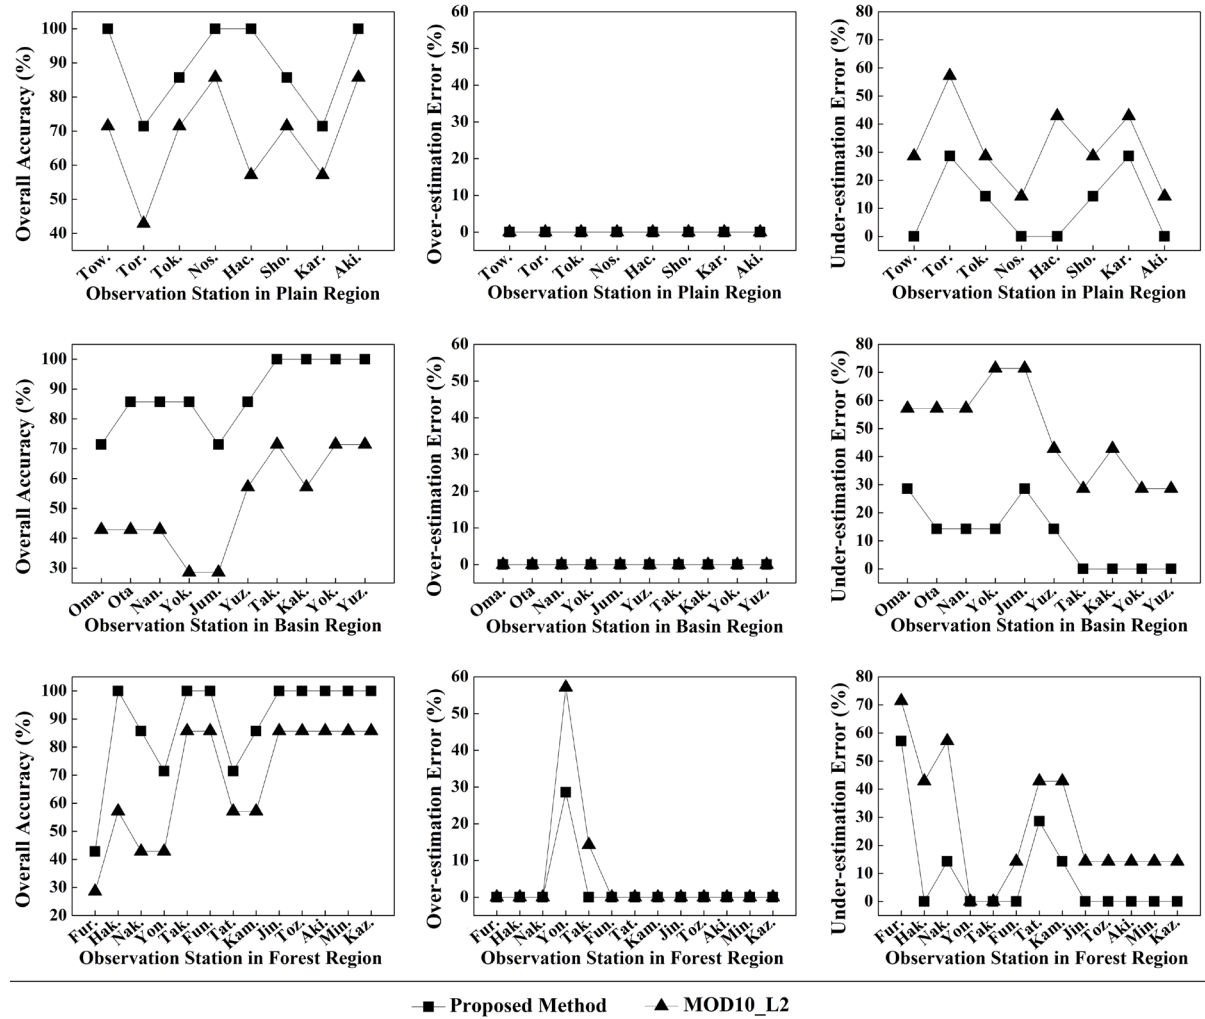 Overall Accuracy (%)
100
90
80
70
60
50
40
Tow. Tor. Tok. Nos. Hac. Sho. Kar. Aki.
Observation Station in Plain Region
Over-estimation Error (%)
60
50
40
30
20
10
0
Tow. Tor. Tok. Nos. Hac. Sho. Kar. Aki.
Observation Station in Plain Region
Under-estimation Error (%)
80
70
60
50
40
30
20
10
0
Tow. Tor. Tok. Nos. Hac. Sho. Kar. Aki.
Observation Station in Plain Region
Overall Accuracy (%)
100
90
80
70
60
50
40
30
Oma. Ota Nan. Yok. Jum. Yuz. Tak. Kak. Yok. Yuz.
Observation Station in Basin Region
Over-estimation Error (%)
60
50
40
30
20
10
0
Oma. Ota Nan. Yok. Jum. Yuz. Tak. Kak. Yok. Yuz.
Observation Station in Basin Region
Under-estimation Error (%)
80
70
60
50
40
30
20
10
0
Oma. Ota Nan. Yok. Jum. Yuz. Tak. Kak. Yok. Yuz.
Observation Station in Basin Region
Overall Accuracy (%)
100
90
80
70
60
50
40
30
20
Fur. Hak. Nak. Yon. Tak. Fun. Tat. Kam. Jin. Toz. Aki. Min. Kaz.
Observation Station in Forest Region
Over-estimation Error (%)
60
50
40
30
20
10
0
Fur. Hak. Nak. Yon. Tak. Fun. Tat. Kam. Jin. Toz. Aki. Min. Kaz.
Observation Station in Forest Region
Under-estimation Error (%)
80
70
60
50
40
30
20
10
0
Fur. Hak. Nak. Yon. Tak. Fun. Tat. Kam. Jin. Toz. Aki. Min. Kaz.
Observation Station in Forest Region
Proposed Method MOD10_L2